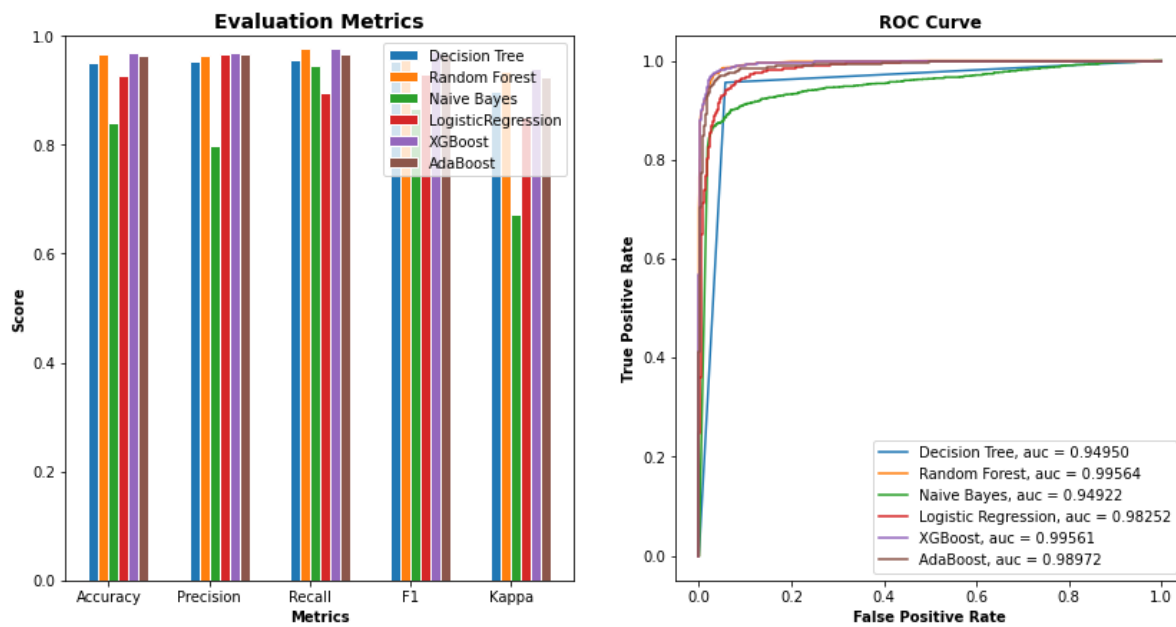 Evaluation Metrics
1.0
0.8
0.6
0.4
0.2
0.0
Score
Decision Tree
Random Forest
Naive Bayes
LogisticRegression
XGBoost
AdaBoost
Accuracy Precision Recall F1 Kappa
Metrics
ROC Curve
1.0
0.8
0.6
0.4
0.2
0.0
True Positive Rate
Decision Tree, auc = 0.94950
Random Forest, auc = 0.99564
Naive Bayes, auc = 0.94922
Logistic Regression, auc = 0.98252
XGBoost, auc = 0.99561
AdaBoost, auc = 0.98972
0.0 0.2 0.4 0.6 0.8 1.0
False Positive Rate